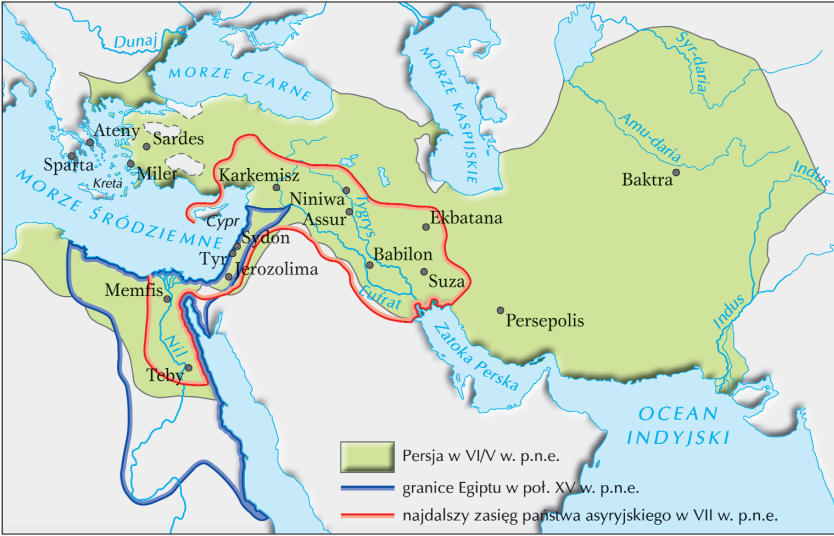 Dunaj
MORZE CZARNE
MORZE KASPIJSKIE
Syr-daria
Amu-daria
Indus
Baktra
Ateny
Sardes
Sparta
Milet
Kreta
MORZE ŚRÓDZIEMNE
Karkemisz
Niniwa
Assur
Tygrys
Cypr
Sydon
Tyr
Jerozolima
Ekbatana
Babilon
Suza
Eufrat
Memfis
Nil
Teby
Persepolis
Zatoka Perska
Indus
OCEAN
INDYJSKI
Persja w VI/V w. p.n.e.
granice Egiptu w poł. XV w. p.n.e.
najdalszy zasięg państwa asyryjskiego w VII w. p.n.e.